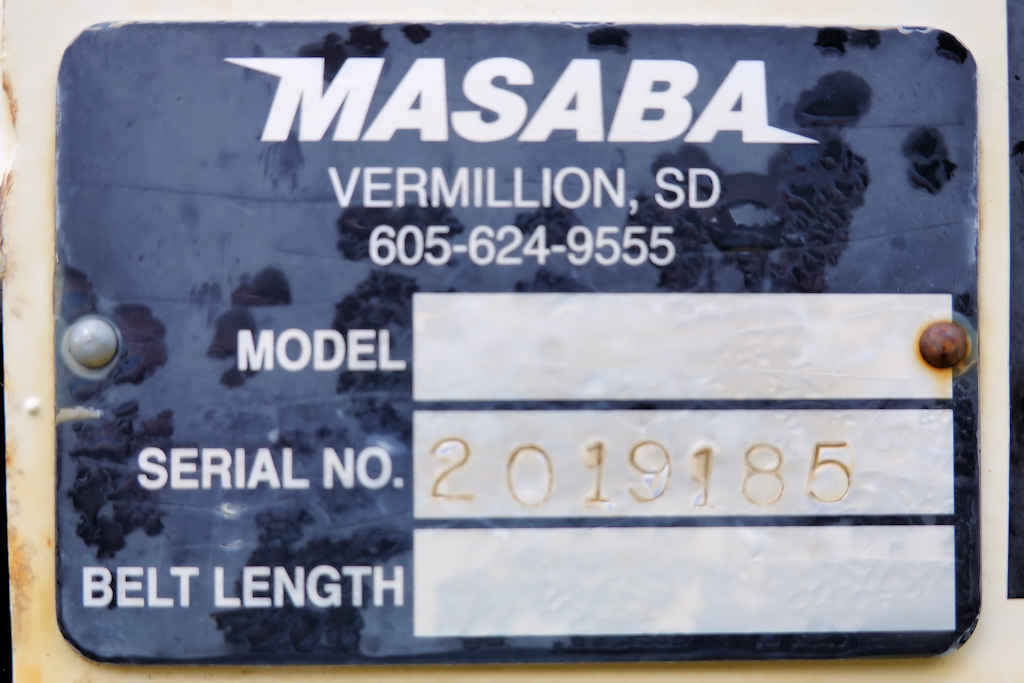 MASABA
VERMILLION, SD
605-624-9555
MODEL
SERIAL NO. 2019185
BELT LENGTH